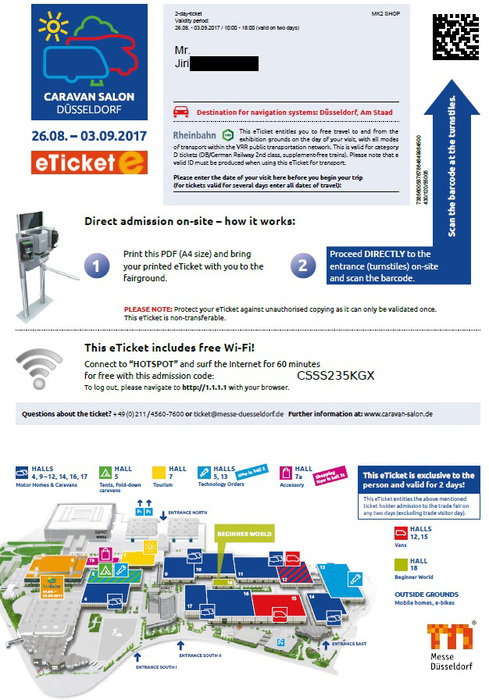 2-day-ticket
MK2 SHOP
Validity period:
26.08. - 03.09.2017 / 10:00 - 18:00 (valid on two days)
Mr.
Jiri
CARAVAN SALON
DÜSSELDORF
26.08. – 03.09.2017
eTicket e
Destination for navigation systems: Düsseldorf, Am Staad
Rheinbahn
This eTicket entitles you to free travel to and from the
exhibition grounds on the day of your visit, with all modes
of transport within the VRR public transportation network. This is valid for category
D tickets (DB/German Railway 2nd class, supplement-free trains). Please note that a
valid ID must be produced when using this eTicket for transport.
Please enter the date of your visit here before you begin your trip
(for tickets valid for several days enter all dates of travel):
Scan the barcode at the turnstiles.
Direct admission on-site – how it works:
1
Print this PDF (A4 size) and bring
your printed eTicket with you to the
fairground.
2
Proceed DIRECTLY to the
entrance (turnstiles) on-site
and scan the barcode.
PLEASE NOTE: Protect your eTicket against unauthorised copying as it can only be validated once.
This eTicket is non-transferable.
This eTicket includes free Wi-Fi!
Connect to “HOTSPOT” and surf the Internet for 60 minutes
for free with this admission code:
CSSS235KGX
To log out, please navigate to http://1.1.1.1 with your browser.
Questions about the ticket? +49 (0) 211 / 4560-7600 or ticket@messe-duesseldorf.de Further information at: www.caravan-salon.de
HALLS
4, 9 – 12, 14, 16, 17
Motor Homes & Caravans
HALL
5
Tents, Fold-down
caravans
HALL
7
Tourism
HALLS
5, 13
Technology Orders
HALL
7a
Accessory
This eTicket is exclusive to the
person and valid for 2 days!
This eTicket entitles the above mentioned
ticket holder admission to the trade fair on
any two days (excluding trade visitor day).
HALLS
12, 15
Vans
HALL
18
Beginner World
OUTSIDE GROUNDS
Mobile homes, e-bikes
ENTRANCE NORTH
BEGINNER WORLD
ENTRANCE EAST
ENTRANCE SOUTH II
ENTRANCE SOUTH I
Messe
Düsseldorf